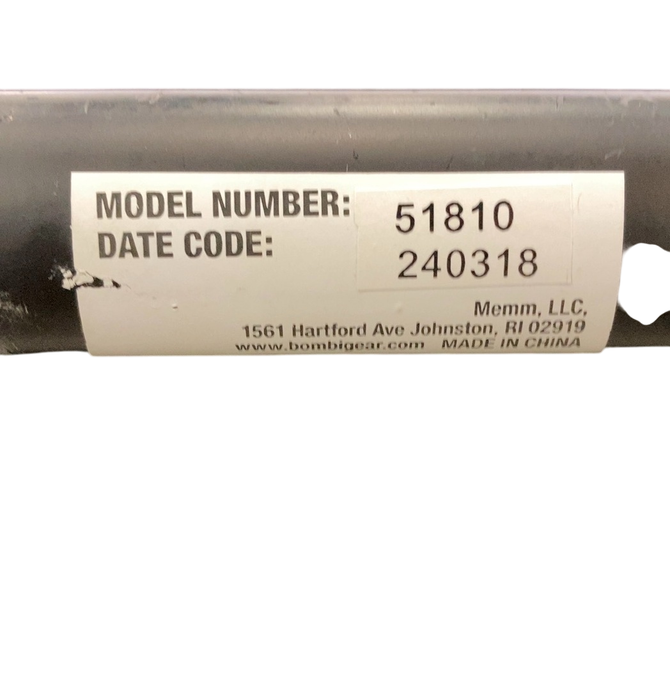 MODEL NUMBER: 51810
DATE CODE: 240318
Memm, LLC,
1561 Hartford Ave Johnston, RI 02919
www.bombigear.com MADE IN CHINA